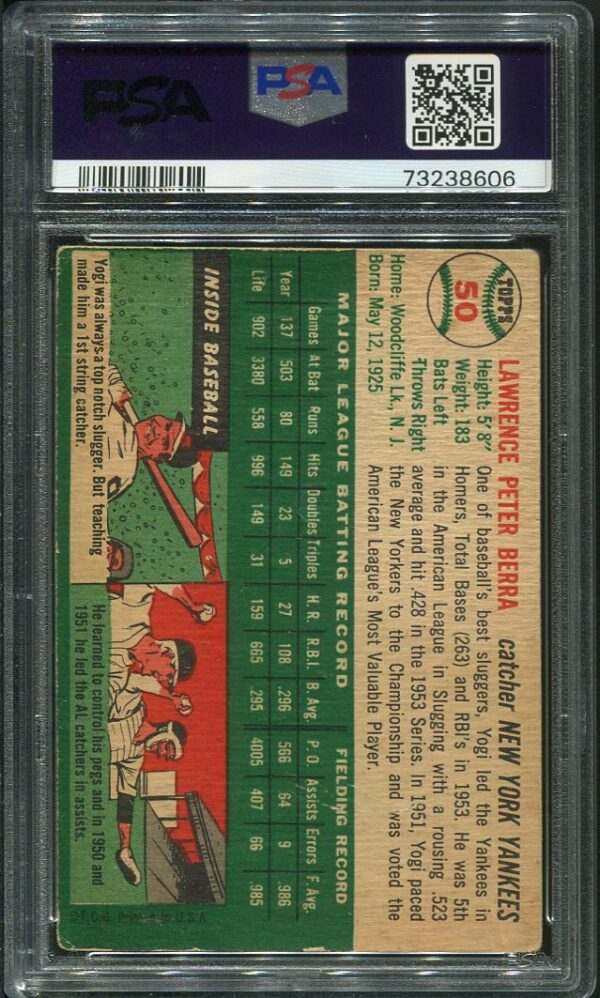 PSA
PSA
73238606
TOPPS
50
LAWRENCE PETER BERRA catcher NEW YORK YANKEES
Height: 5' 8"
Weight: 183
Bats Left
Throws Right
Home: Woodcliffe Lk., N. J.
Born: May 12, 1925
One of baseball's best sluggers, Yogi led the Yankees in
Homers, Total Bases (263) and RBI's in 1953. He was 5th
in the American League in Slugging with a rousing .523
average and hit .428 in the 1953 Series. In 1951, Yogi paced
the New Yorkers to the Championship and was voted the
American League's Most Valuable Player.
MAJOR LEAGUE BATTING RECORD FIELDING RECORD
Games At Bat Runs Hits Doubles Triples H. R. R.B.I. B. Avg. P. O. Assists Errors F. Avg.
Year 137 503 80 149 23 5 27 108 .296 566 64 9 .986
Life 902 3380 558 996 149 31 159 665 .295 4005 407 66 .985
INSIDE BASEBALL
Yogi was always a top notch slugger. But teaching
made him a 1st string catcher.
He learned to control his pegs and in 1950 and
1951 he led the AL catchers in assists.
©T.C.G. Printed in U.S.A.